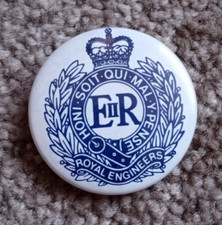 HONI·SOIT·QUI·MAL·Y·PENSE
EIIR
ROYAL ENGINEERS